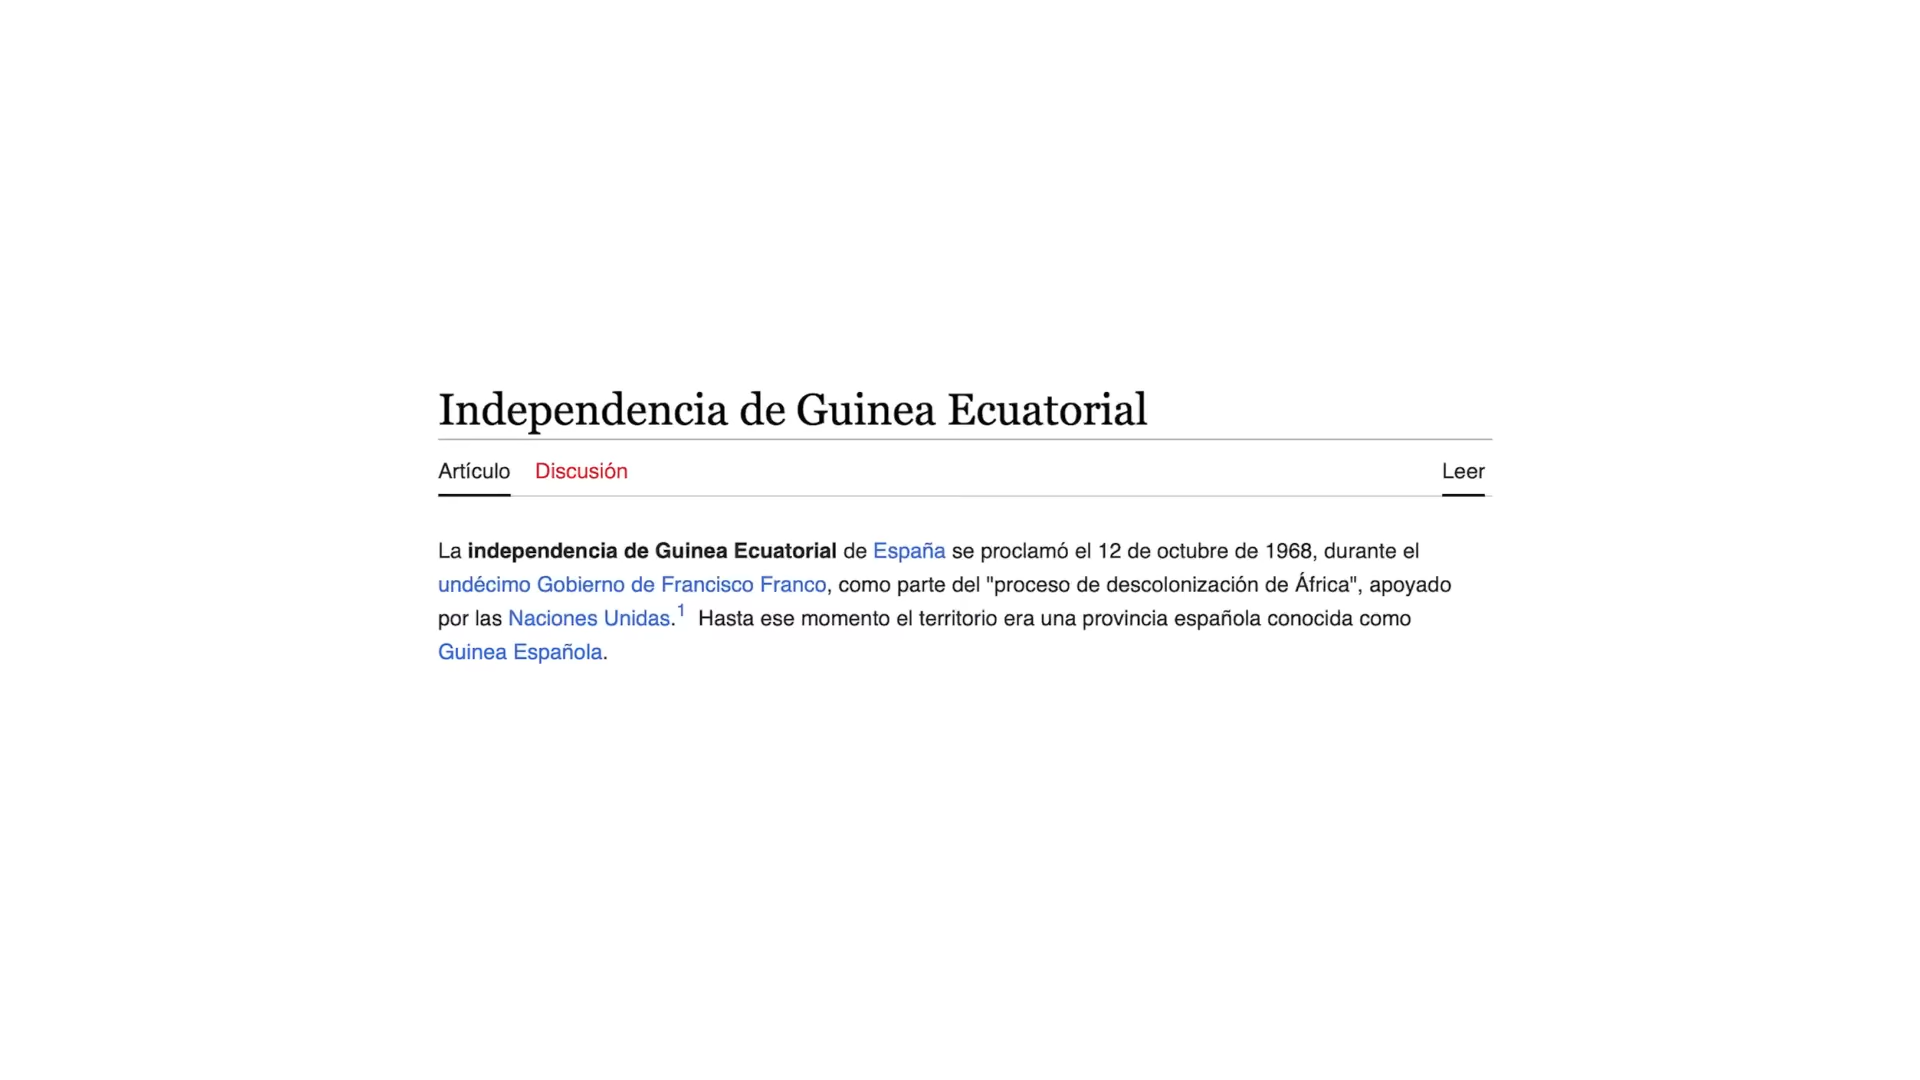 Independencia de Guinea Ecuatorial
Artículo Discusión Leer
La independencia de Guinea Ecuatorial de España se proclamó el 12 de octubre de 1968, durante el
undécimo Gobierno de Francisco Franco, como parte del "proceso de descolonización de África", apoyado
por las Naciones Unidas.1 Hasta ese momento el territorio era una provincia española conocida como
Guinea Española.